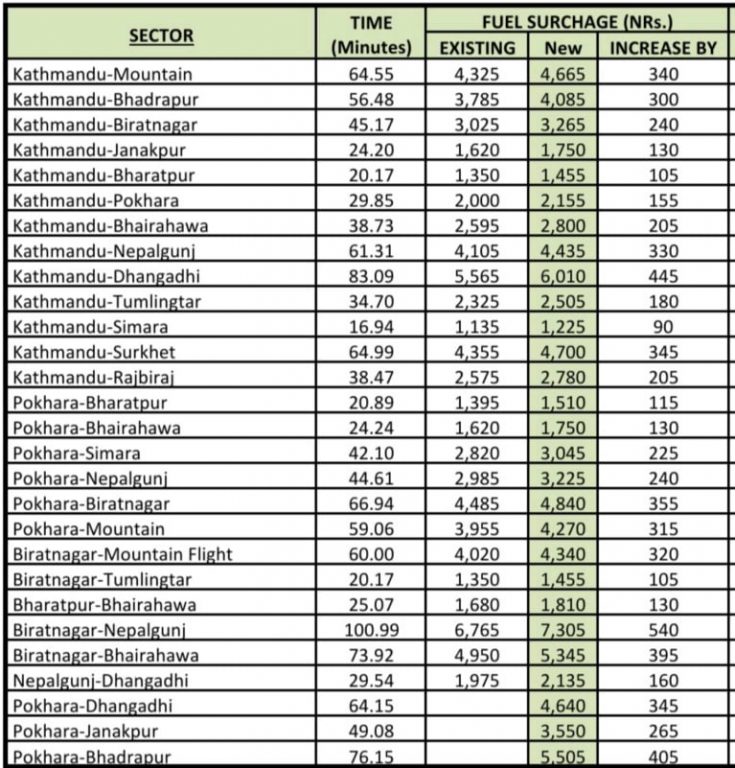 SECTOR TIME (Minutes) FUEL SURCHAGE (NRs.)
EXISTING New INCREASE BY
Kathmandu-Mountain 64.55 4,325 4,665 340
Kathmandu-Bhadrapur 56.48 3,785 4,085 300
Kathmandu-Biratnagar 45.17 3,025 3,265 240
Kathmandu-Janakpur 24.20 1,620 1,750 130
Kathmandu-Bharatpur 20.17 1,350 1,455 105
Kathmandu-Pokhara 29.85 2,000 2,155 155
Kathmandu-Bhairahawa 38.73 2,595 2,800 205
Kathmandu-Nepalgunj 61.31 4,105 4,435 330
Kathmandu-Dhangadhi 83.09 5,565 6,010 445
Kathmandu-Tumlingtar 34.70 2,325 2,505 180
Kathmandu-Simara 16.94 1,135 1,225 90
Kathmandu-Surkhet 64.99 4,355 4,700 345
Kathmandu-Rajbiraj 38.47 2,575 2,780 205
Pokhara-Bharatpur 20.89 1,395 1,510 115
Pokhara-Bhairahawa 24.24 1,620 1,750 130
Pokhara-Simara 42.10 2,820 3,045 225
Pokhara-Nepalgunj 44.61 2,985 3,225 240
Pokhara-Biratnagar 66.94 4,485 4,840 355
Pokhara-Mountain 59.06 3,955 4,270 315
Biratnagar-Mountain Flight 60.00 4,020 4,340 320
Biratnagar-Tumlingtar 20.17 1,350 1,455 105
Bharatpur-Bhairahawa 25.07 1,680 1,810 130
Biratnagar-Nepalgunj 100.99 6,765 7,305 540
Biratnagar-Bhairahawa 73.92 4,950 5,345 395
Nepalgunj-Dhangadhi 29.54 1,975 2,135 160
Pokhara-Dhangadhi 64.15 4,640 345
Pokhara-Janakpur 49.08 3,550 265
Pokhara-Bhadrapur 76.15 5,505 405